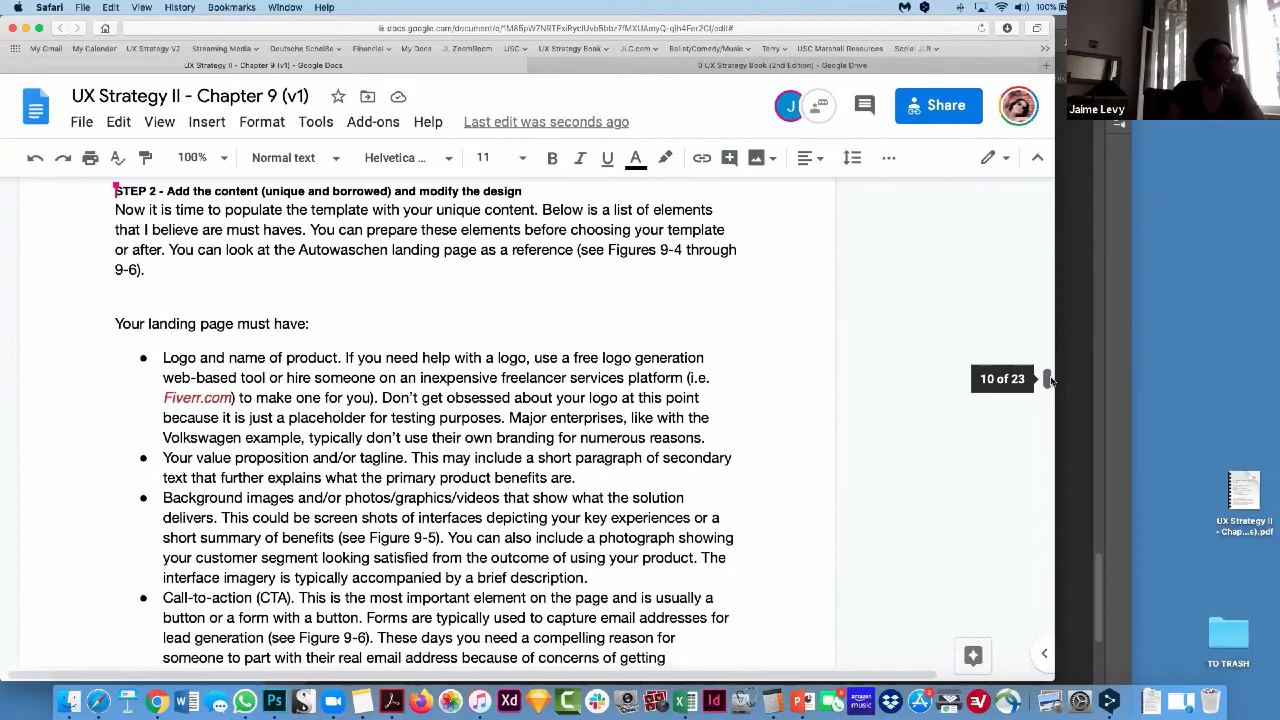 Safari File Edit View History Bookmarks Window Help 100%
docs.google.com
My Gmail My Calendar UX Strategy V2 Streaming Media Deutsche Scheiße Financial My Docs JL ZoomRoom USC UX Strategy Book JLC.com Ballet/Comedy/Music Terry USC Marshall Resources Social JLR
UX Strategy II - Chapter 9 (v1) - Google Docs
0 UX Strategy Book (2nd Edition) - Google Drive
Jaime Levy
UX Strategy II - Chapter 9 (v1)
J
Share
File Edit View Insert Format Tools Add-ons Help Last edit was seconds ago
100% Normal text Helvetica ... 11 B I U A
STEP 2 - Add the content (unique and borrowed) and modify the design
Now it is time to populate the template with your unique content. Below is a list of elements
that I believe are must haves. You can prepare these elements before choosing your template
or after. You can look at the Autowaschen landing page as a reference (see Figures 9-4 through
9-6).
Your landing page must have:
● Logo and name of product. If you need help with a logo, use a free logo generation
web-based tool or hire someone on an inexpensive freelancer services platform (i.e.
Fiverr.com) to make one for you). Don't get obsessed about your logo at this point
because it is just a placeholder for testing purposes. Major enterprises, like with the
Volkswagen example, typically don't use their own branding for numerous reasons.
● Your value proposition and/or tagline. This may include a short paragraph of secondary
text that further explains what the primary product benefits are.
● Background images and/or photos/graphics/videos that show what the solution
delivers. This could be screen shots of interfaces depicting your key experiences or a
short summary of benefits (see Figure 9-5). You can also include a photograph showing
your customer segment looking satisfied from the outcome of using your product. The
interface imagery is typically accompanied by a brief description.
● Call-to-action (CTA). This is the most important element on the page and is usually a
button or a form with a button. Forms are typically used to capture email addresses for
lead generation (see Figure 9-6). These days you need a compelling reason for
someone to part with their real email address because of concerns of getting
10 of 23
UX Strategy II
- Chap...s).pdf
TO TRASH